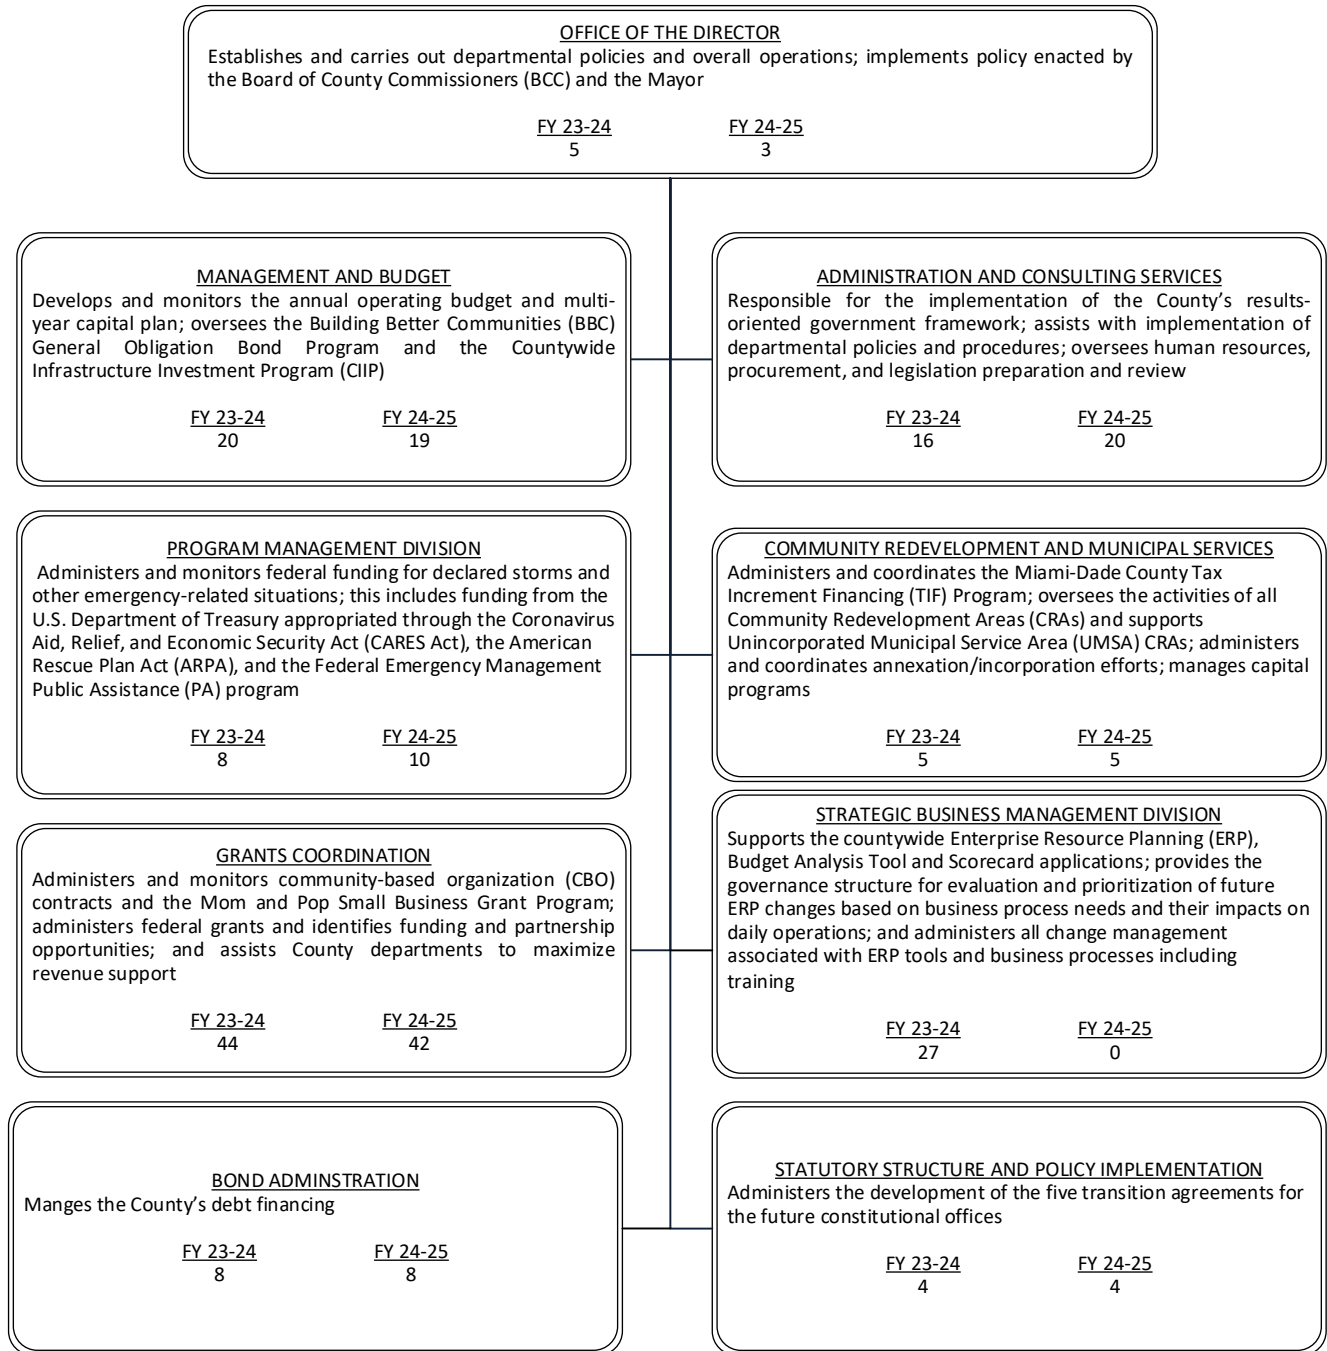 OFFICE OF THE DIRECTOR
Establishes and carries out departmental policies and overall operations; implements policy enacted by
the Board of County Commissioners (BCC) and the Mayor
FY 23-24 FY 24-25
5 3
MANAGEMENT AND BUDGET
Develops and monitors the annual operating budget and multi-
year capital plan; oversees the Building Better Communities (BBC)
General Obligation Bond Program and the Countywide
Infrastructure Investment Program (CIIP)
FY 23-24 FY 24-25
20 19
ADMINISTRATION AND CONSULTING SERVICES
Responsible for the implementation of the County's results-
oriented government framework; assists with implementation of
departmental policies and procedures; oversees human resources,
procurement, and legislation preparation and review
FY 23-24 FY 24-25
16 20
PROGRAM MANAGEMENT DIVISION
Administers and monitors federal funding for declared storms and
other emergency-related situations; this includes funding from the
U.S. Department of Treasury appropriated through the Coronavirus
Aid, Relief, and Economic Security Act (CARES Act), the American
Rescue Plan Act (ARPA), and the Federal Emergency Management
Public Assistance (PA) program
FY 23-24 FY 24-25
8 10
COMMUNITY REDEVELOPMENT AND MUNICIPAL SERVICES
Administers and coordinates the Miami-Dade County Tax
Increment Financing (TIF) Program; oversees the activities of all
Community Redevelopment Areas (CRAs) and supports
Unincorporated Municipal Service Area (UMSA) CRAs; administers
and coordinates annexation/incorporation efforts; manages capital
programs
FY 23-24 FY 24-25
5 5
GRANTS COORDINATION
Administers and monitors community-based organization (CBO)
contracts and the Mom and Pop Small Business Grant Program;
administers federal grants and identifies funding and partnership
opportunities; and assists County departments to maximize
revenue support
FY 23-24 FY 24-25
44 42
STRATEGIC BUSINESS MANAGEMENT DIVISION
Supports the countywide Enterprise Resource Planning (ERP),
Budget Analysis Tool and Scorecard applications; provides the
governance structure for evaluation and prioritization of future
ERP changes based on business process needs and their impacts on
daily operations; and administers all change management
associated with ERP tools and business processes including
training
FY 23-24 FY 24-25
27 0
BOND ADMINSTRATION
Manges the County's debt financing
FY 23-24 FY 24-25
8 8
STATUTORY STRUCTURE AND POLICY IMPLEMENTATION
Administers the development of the five transition agreements for
the future constitutional offices
FY 23-24 FY 24-25
4 4